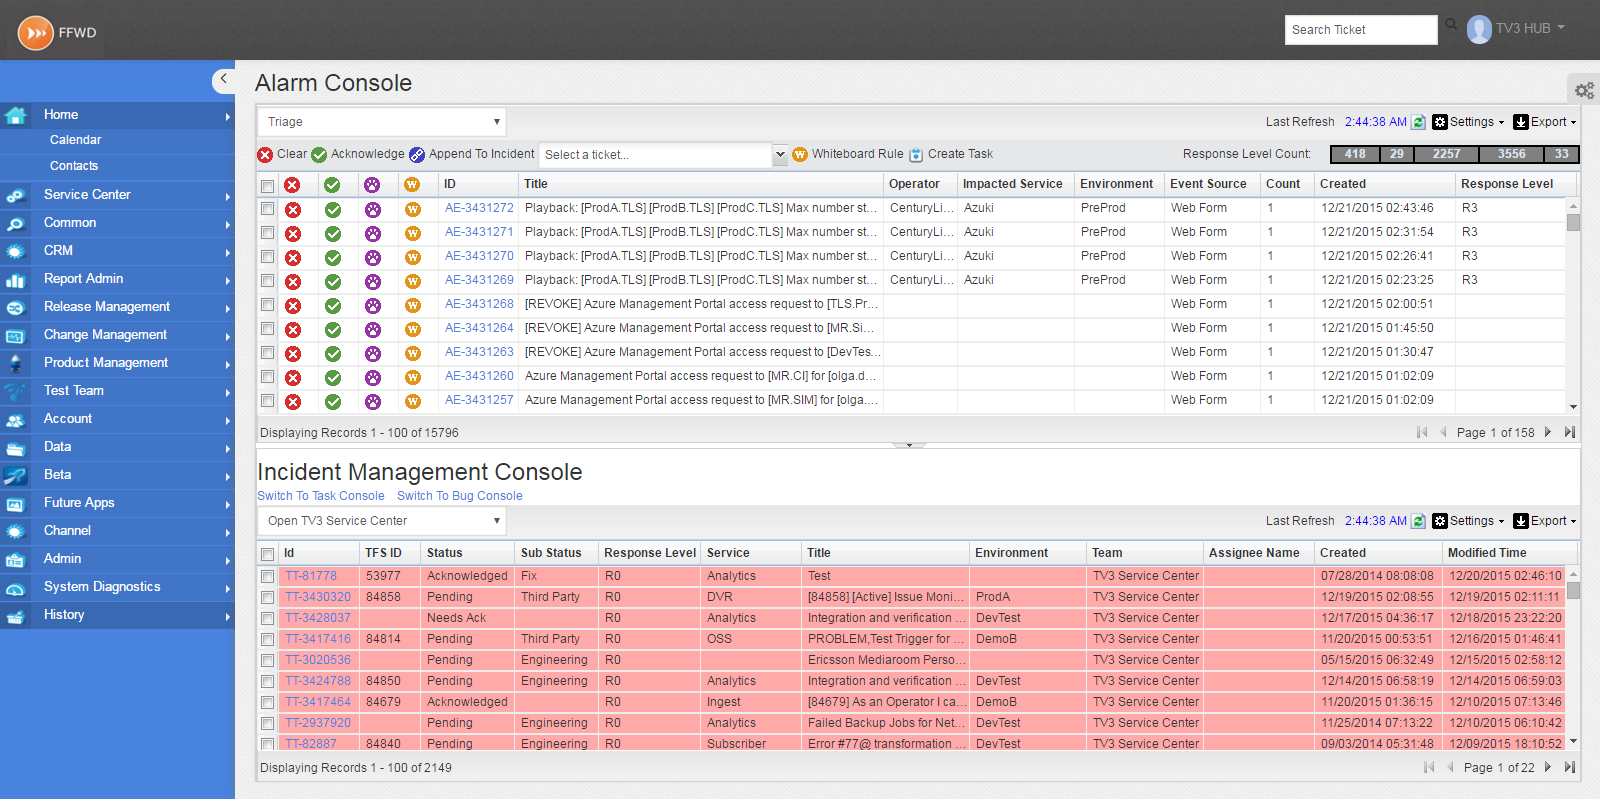 FFWD
Search Ticket
TV3 HUB
Home
Calendar
Contacts
Service Center
Common
CRM
Report Admin
Release Management
Change Management
Product Management
Test Team
Account
Data
Beta
Future Apps
Channel
Admin
System Diagnostics
History
Alarm Console
Triage
Last Refresh 2:44:38 AM Settings Export
Clear Acknowledge Append To Incident Select a ticket... Whiteboard Rule Create Task Response Level Count: 418 29 2257 3556 33
ID Title Operator Impacted Service Environment Event Source Count Created Response Level
AE-3431272 Playback: [ProdA.TLS] [ProdB.TLS] [ProdC.TLS] Max number st... CenturyLi... Azuki PreProd Web Form 1 12/21/2015 02:43:46 R3
AE-3431271 Playback: [ProdA.TLS] [ProdB.TLS] [ProdC.TLS] Max number st... CenturyLi... Azuki PreProd Web Form 1 12/21/2015 02:31:54 R3
AE-3431270 Playback: [ProdA.TLS] [ProdB.TLS] [ProdC.TLS] Max number st... CenturyLi... Azuki PreProd Web Form 1 12/21/2015 02:26:41 R3
AE-3431269 Playback: [ProdA.TLS] [ProdB.TLS] [ProdC.TLS] Max number st... CenturyLi... Azuki PreProd Web Form 1 12/21/2015 02:23:25 R3
AE-3431268 [REVOKE] Azure Management Portal access request to [TLS.Pr... Web Form 1 12/21/2015 02:00:51
AE-3431264 [REVOKE] Azure Management Portal access request to [MR.Si... Web Form 1 12/21/2015 01:45:50
AE-3431263 [REVOKE] Azure Management Portal access request to [DevTes... Web Form 1 12/21/2015 01:30:47
AE-3431260 Azure Management Portal access request to [MR.CI] for [olga.d... Web Form 1 12/21/2015 01:02:09
AE-3431257 Azure Management Portal access request to [MR.SIM] for [olga.... Web Form 1 12/21/2015 01:02:09
Displaying Records 1 - 100 of 15796 Page 1 of 158
Incident Management Console
Switch To Task Console Switch To Bug Console
Open TV3 Service Center
Last Refresh 2:44:38 AM Settings Export
Id TFS ID Status Sub Status Response Level Service Title Environment Team Assignee Name Created Modified Time
TT-81778 53977 Acknowledged Fix R0 Analytics Test TV3 Service Center 07/28/2014 08:08:08 12/20/2015 02:46:10
TT-3430320 84858 Pending Third Party R0 DVR [84858] [Active] Issue Moni... ProdA TV3 Service Center 12/19/2015 02:08:55 12/19/2015 02:11:11
TT-3428037 Needs Ack R0 Analytics Integration and verification ... DevTest TV3 Service Center 12/17/2015 04:36:17 12/18/2015 23:22:20
TT-3417416 84814 Pending Third Party R0 OSS PROBLEM,Test Trigger for ... DemoB TV3 Service Center 11/20/2015 00:53:51 12/16/2015 01:46:41
TT-3020536 Pending Engineering R0 Ericsson Mediaroom Perso... TV3 Service Center 05/15/2015 06:32:49 12/15/2015 02:58:12
TT-3424788 84850 Pending Engineering R0 Analytics Integration and verification ... DevTest TV3 Service Center 12/14/2015 06:58:19 12/14/2015 06:59:03
TT-3417464 84679 Acknowledged R0 Ingest [84679] As an Operator I ca... DemoB TV3 Service Center 11/20/2015 01:36:15 12/10/2015 07:13:46
TT-2937920 Pending Engineering R0 Analytics Failed Backup Jobs for Net... DevTest TV3 Service Center 11/25/2014 07:13:22 12/10/2015 06:10:42
TT-82887 84840 Pending Engineering R0 Subscriber Error #77@ transformation ... DevTest TV3 Service Center 09/03/2014 05:31:48 12/09/2015 18:10:52
Displaying Records 1 - 100 of 2149 Page 1 of 22